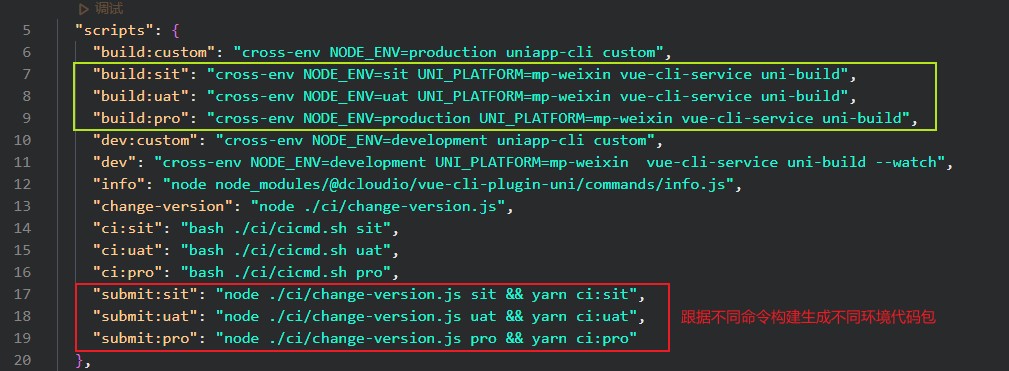 调试
5 "scripts": {
6 "build:custom": "cross-env NODE_ENV=production uniapp-cli custom",
7 "build:sit": "cross-env NODE_ENV=sit UNI_PLATFORM=mp-weixin vue-cli-service uni-build",
8 "build:uat": "cross-env NODE_ENV=uat UNI_PLATFORM=mp-weixin vue-cli-service uni-build",
9 "build:pro": "cross-env NODE_ENV=production UNI_PLATFORM=mp-weixin vue-cli-service uni-build",
10 "dev:custom": "cross-env NODE_ENV=development uniapp-cli custom",
11 "dev": "cross-env NODE_ENV=development UNI_PLATFORM=mp-weixin  vue-cli-service uni-build --watch",
12 "info": "node node_modules/@dcloudio/vue-cli-plugin-uni/commands/info.js",
13 "change-version": "node ./ci/change-version.js",
14 "ci:sit": "bash ./ci/cicmd.sh sit",
15 "ci:uat": "bash ./ci/cicmd.sh uat",
16 "ci:pro": "bash ./ci/cicmd.sh pro",
17 "submit:sit": "node ./ci/change-version.js sit && yarn ci:sit",
18 "submit:uat": "node ./ci/change-version.js uat && yarn ci:uat", 跟据不同命令构建生成不同环境代码包
19 "submit:pro": "node ./ci/change-version.js pro && yarn ci:pro"
20 },